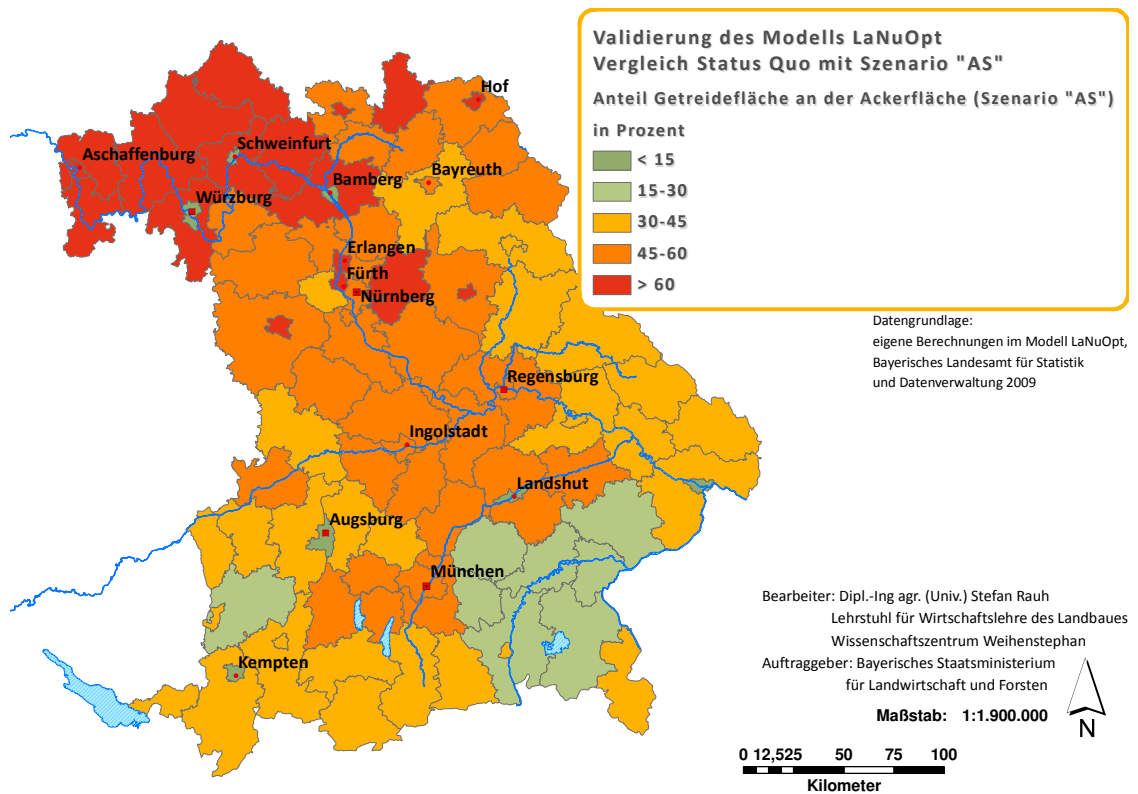 Validierung des Modells LaNuOpt
Vergleich Status Quo mit Szenario "AS"
Anteil Getreidefläche an der Ackerfläche (Szenario "AS")
in Prozent
< 15
15-30
30-45
45-60
> 60
Hof
Aschaffenburg
Schweinfurt
Bayreuth
Bamberg
Würzburg
Erlangen
Fürth
Nürnberg
Regensburg
Ingolstadt
Landshut
Augsburg
München
Kempten
Datengrundlage:
eigene Berechnungen im Modell LaNuOpt,
Bayerisches Landesamt für Statistik
und Datenverwaltung 2009
Bearbeiter: Dipl.-Ing agr. (Univ.) Stefan Rauh
Lehrstuhl für Wirtschaftslehre des Landbaues
Wissenschaftszentrum Weihenstephan
Auftraggeber: Bayerisches Staatsministerium
für Landwirtschaft und Forsten
Maßstab: 1:1.900.000
N
0 12,525 50 75 100
Kilometer